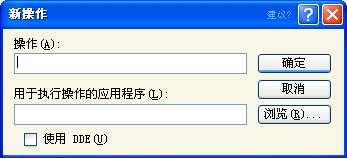 新操作 建议?
操作(A):
确定
取消
用于执行操作的应用程序(L):
浏览(R)...
使用 DDE(U)